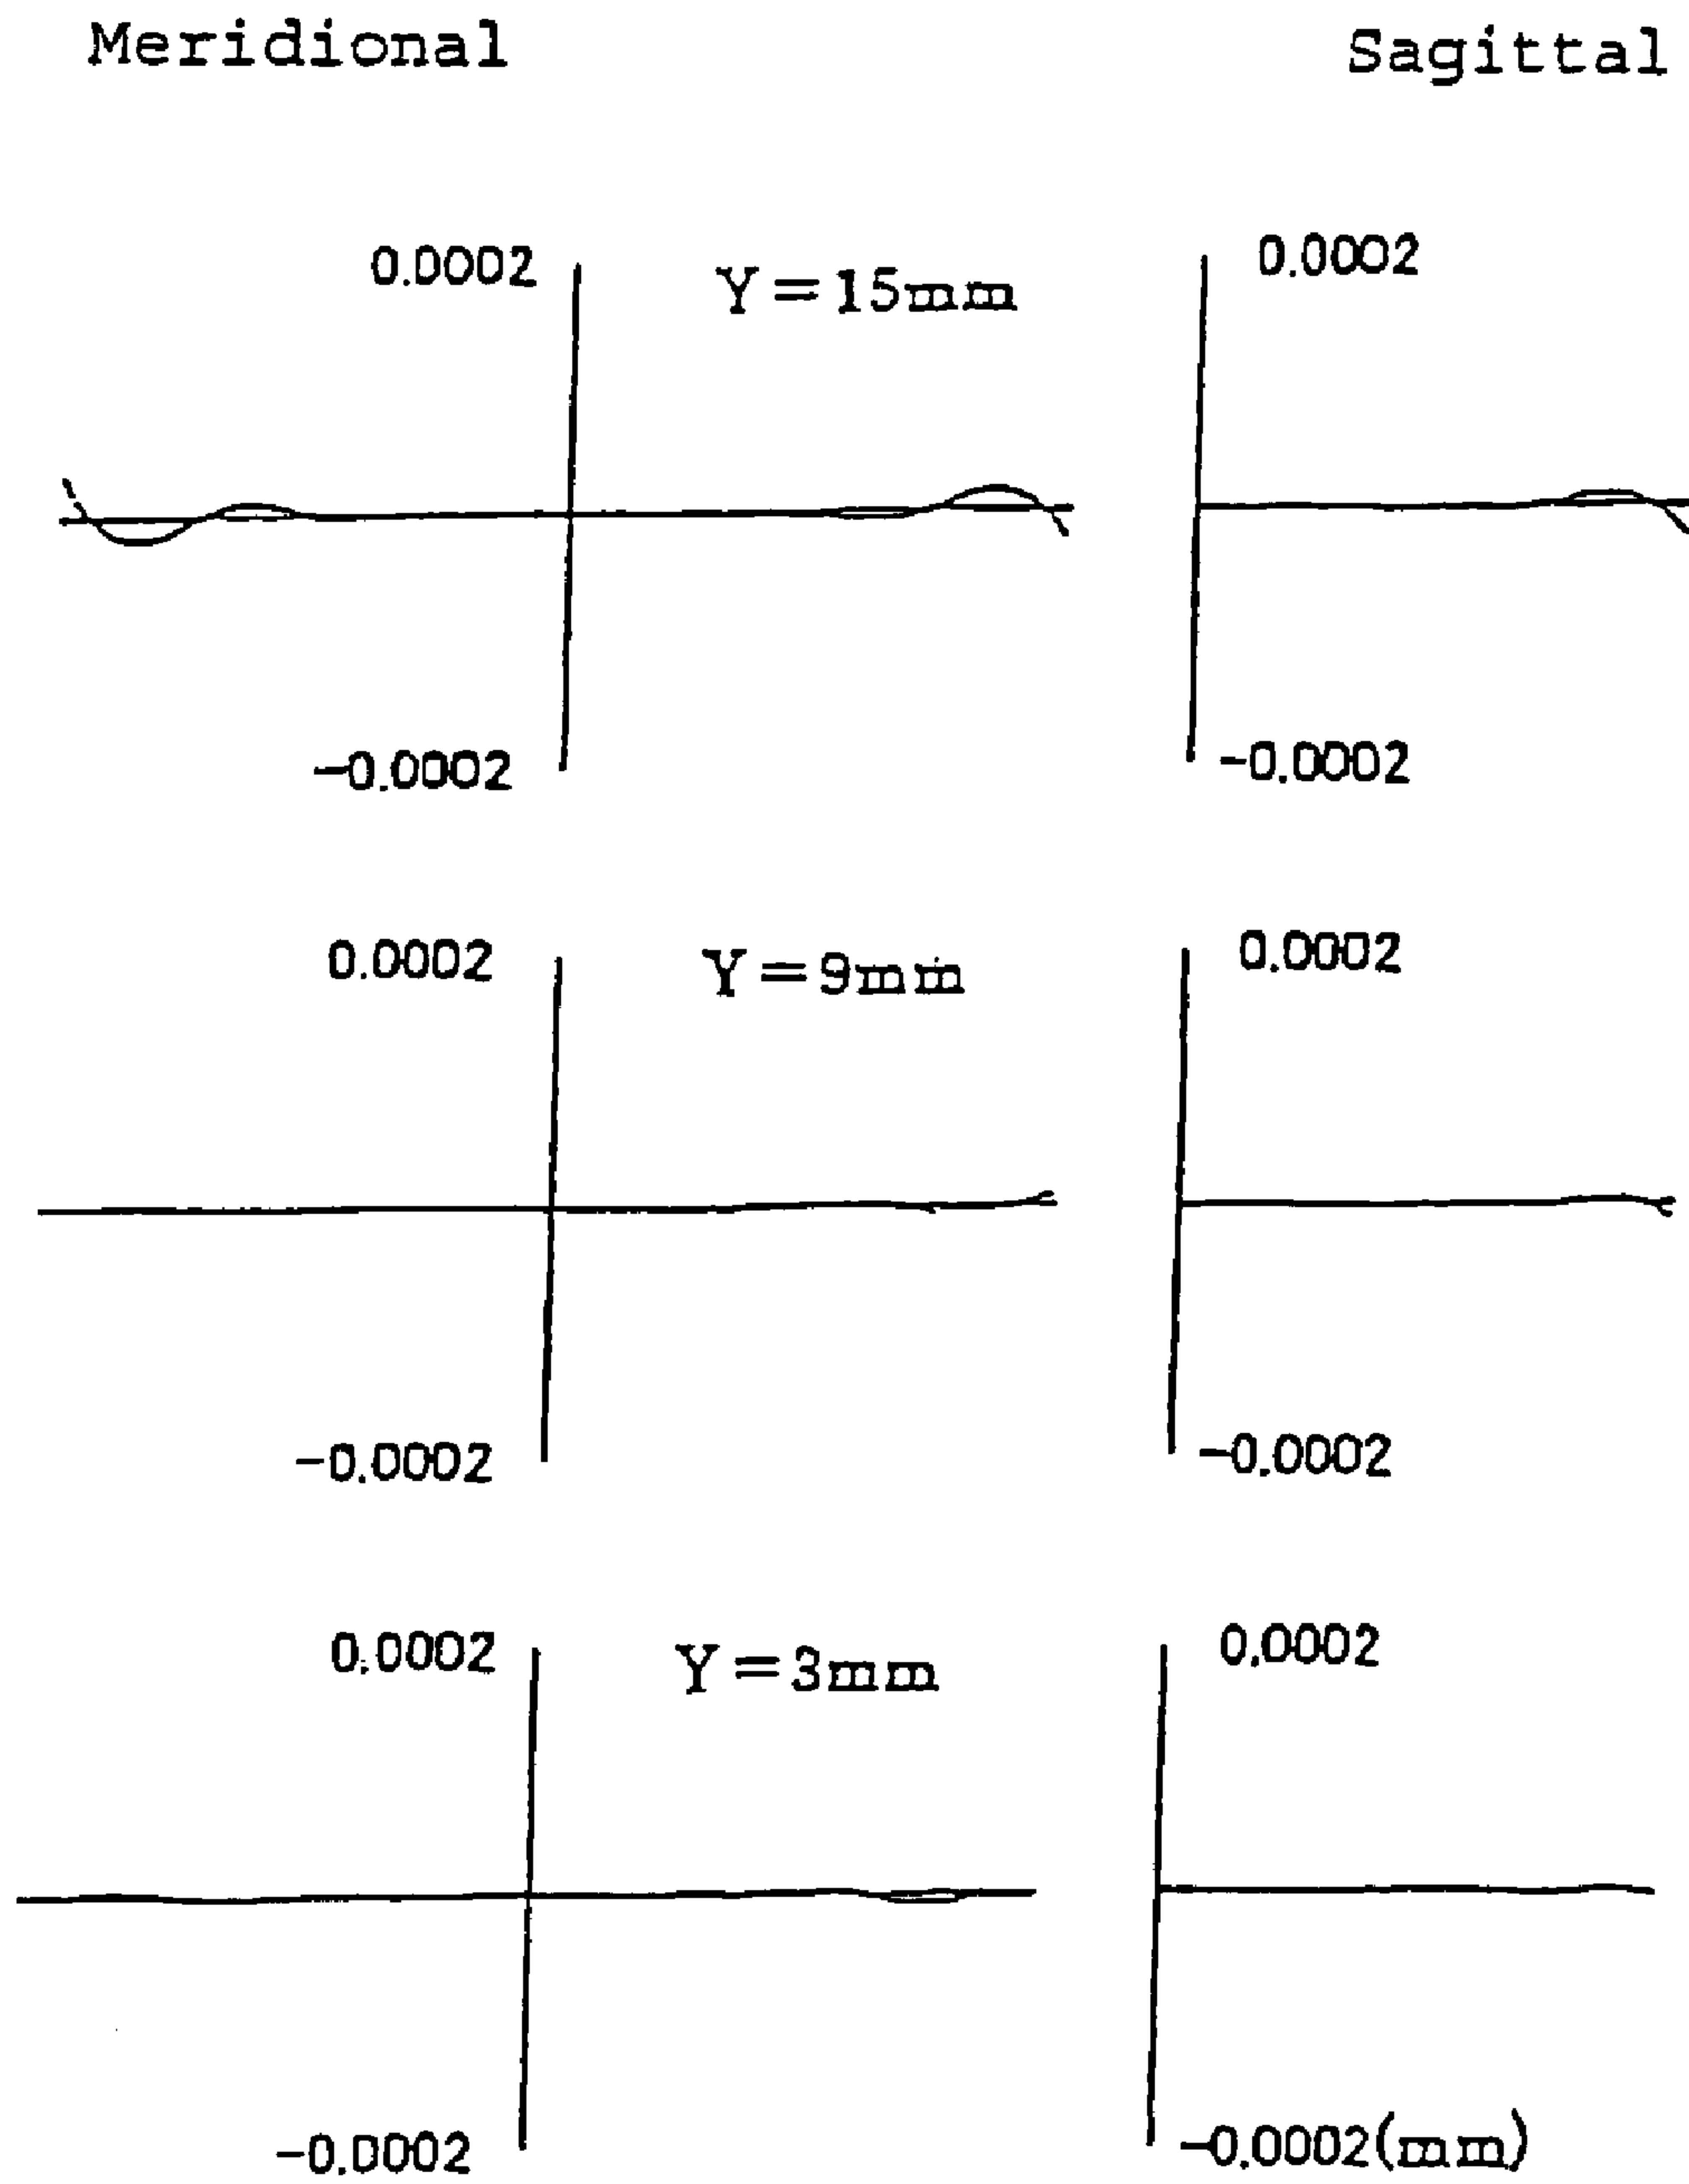 Meridional Sagittal
0.0002 Y=15mm 0.0002
-0.0002 -0.0002
0.0002 Y=9mm 0.0002
-0.0002 -0.0002
0.0002 Y=3mm 0.0002
-0.0002 -0.0002(mm)